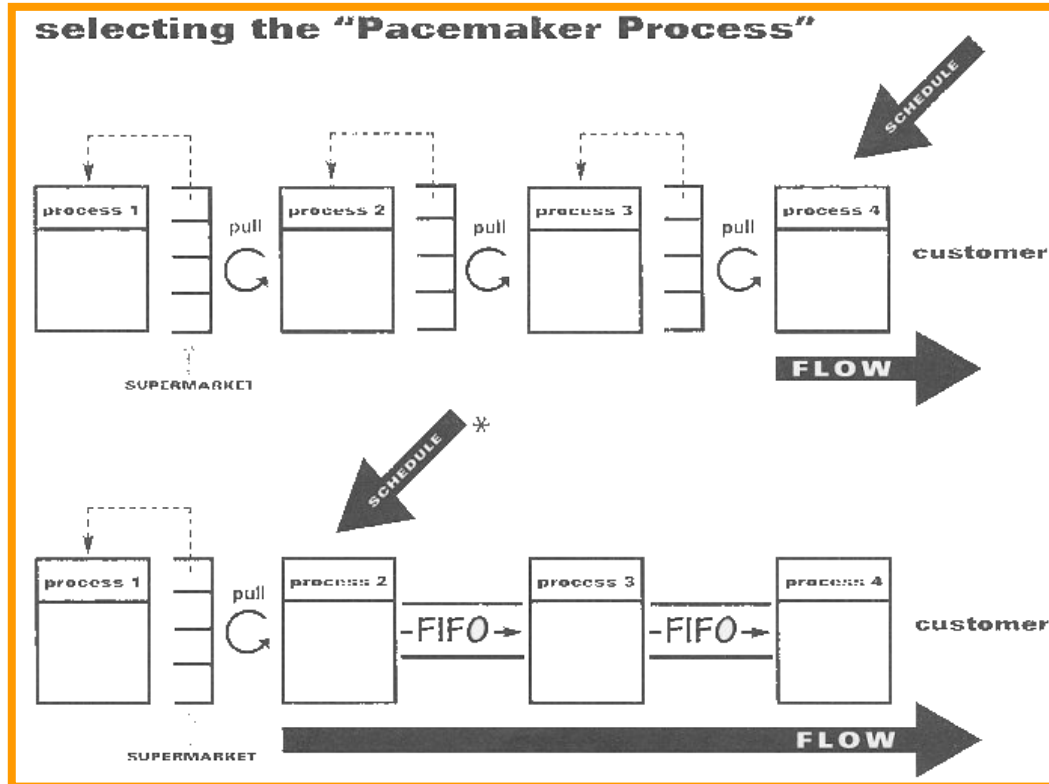 selecting the "Pacemaker Process"
SCHEDULE
process 1
pull
process 2
pull
process 3
pull
process 4
customer
SUPERMARKET
FLOW
SCHEDULE *
process 1
pull
process 2
-FIFO→
process 3
-FIFO→
process 4
customer
SUPERMARKET
FLOW